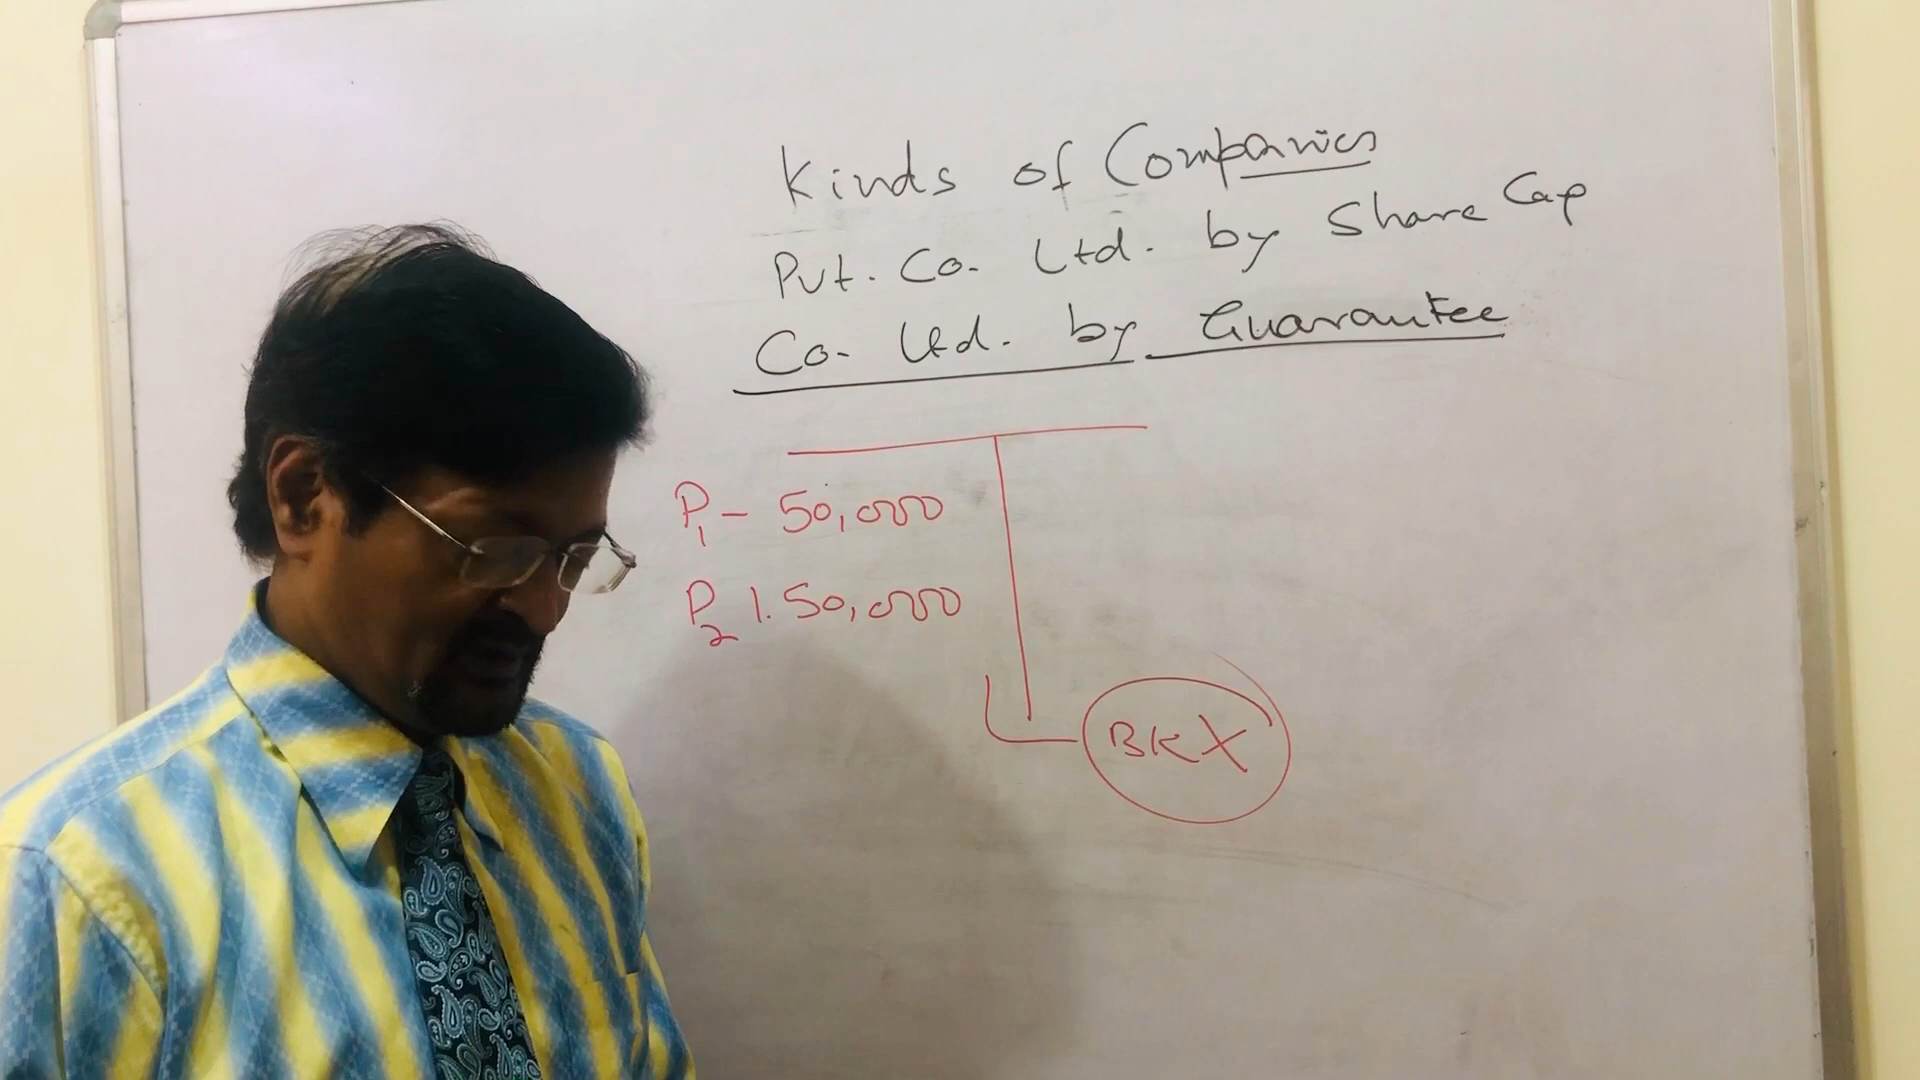 Kinds of Companies
Pvt. Co. Ltd. by Share Cap
Co. Ltd. by Guarantee
P1 - 50,000
P2 1.50,000
BKX